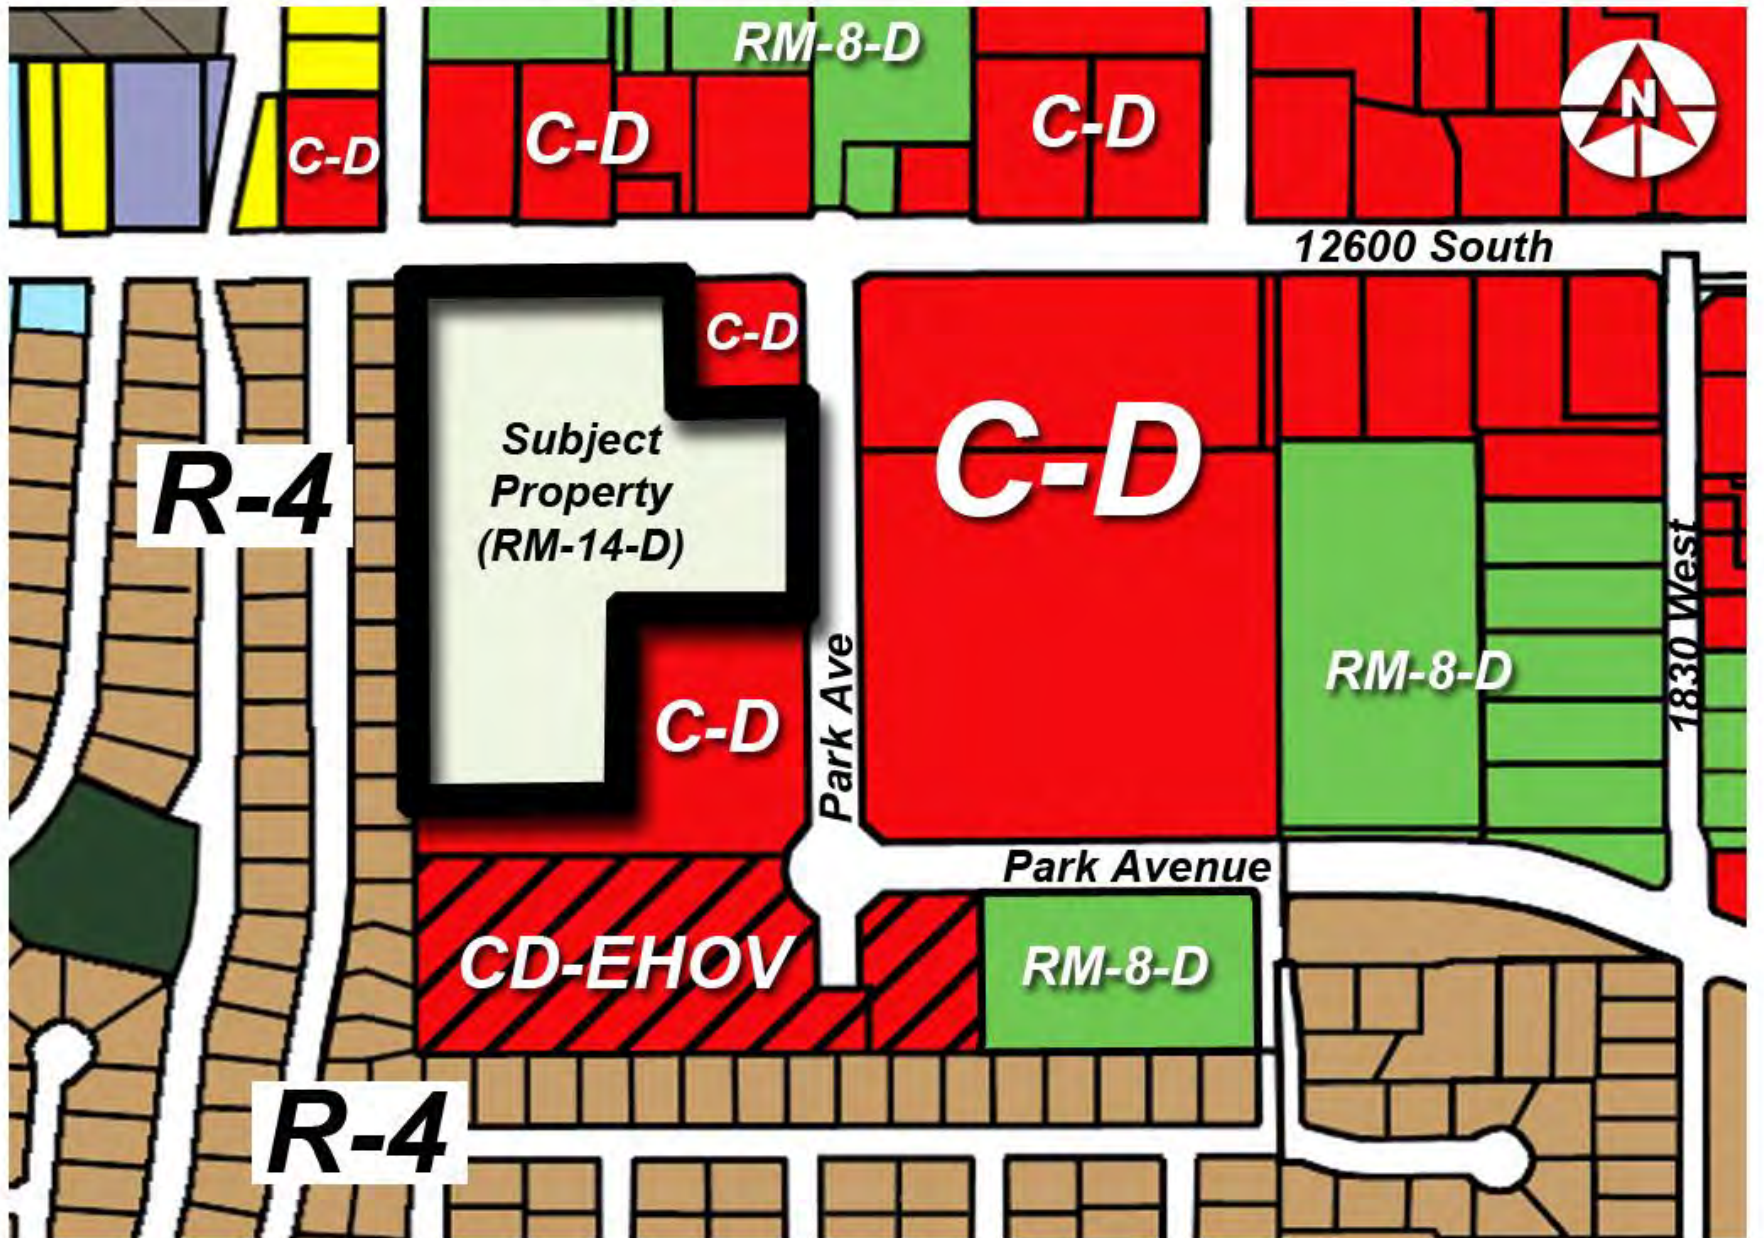 RM-8-D
N
C-D
C-D
C-D
12600 South
C-D
Subject
Property
(RM-14-D)
C-D
R-4
Park Ave
C-D
RM-8-D
1830 West
Park Avenue
CD-EHOV
RM-8-D
R-4